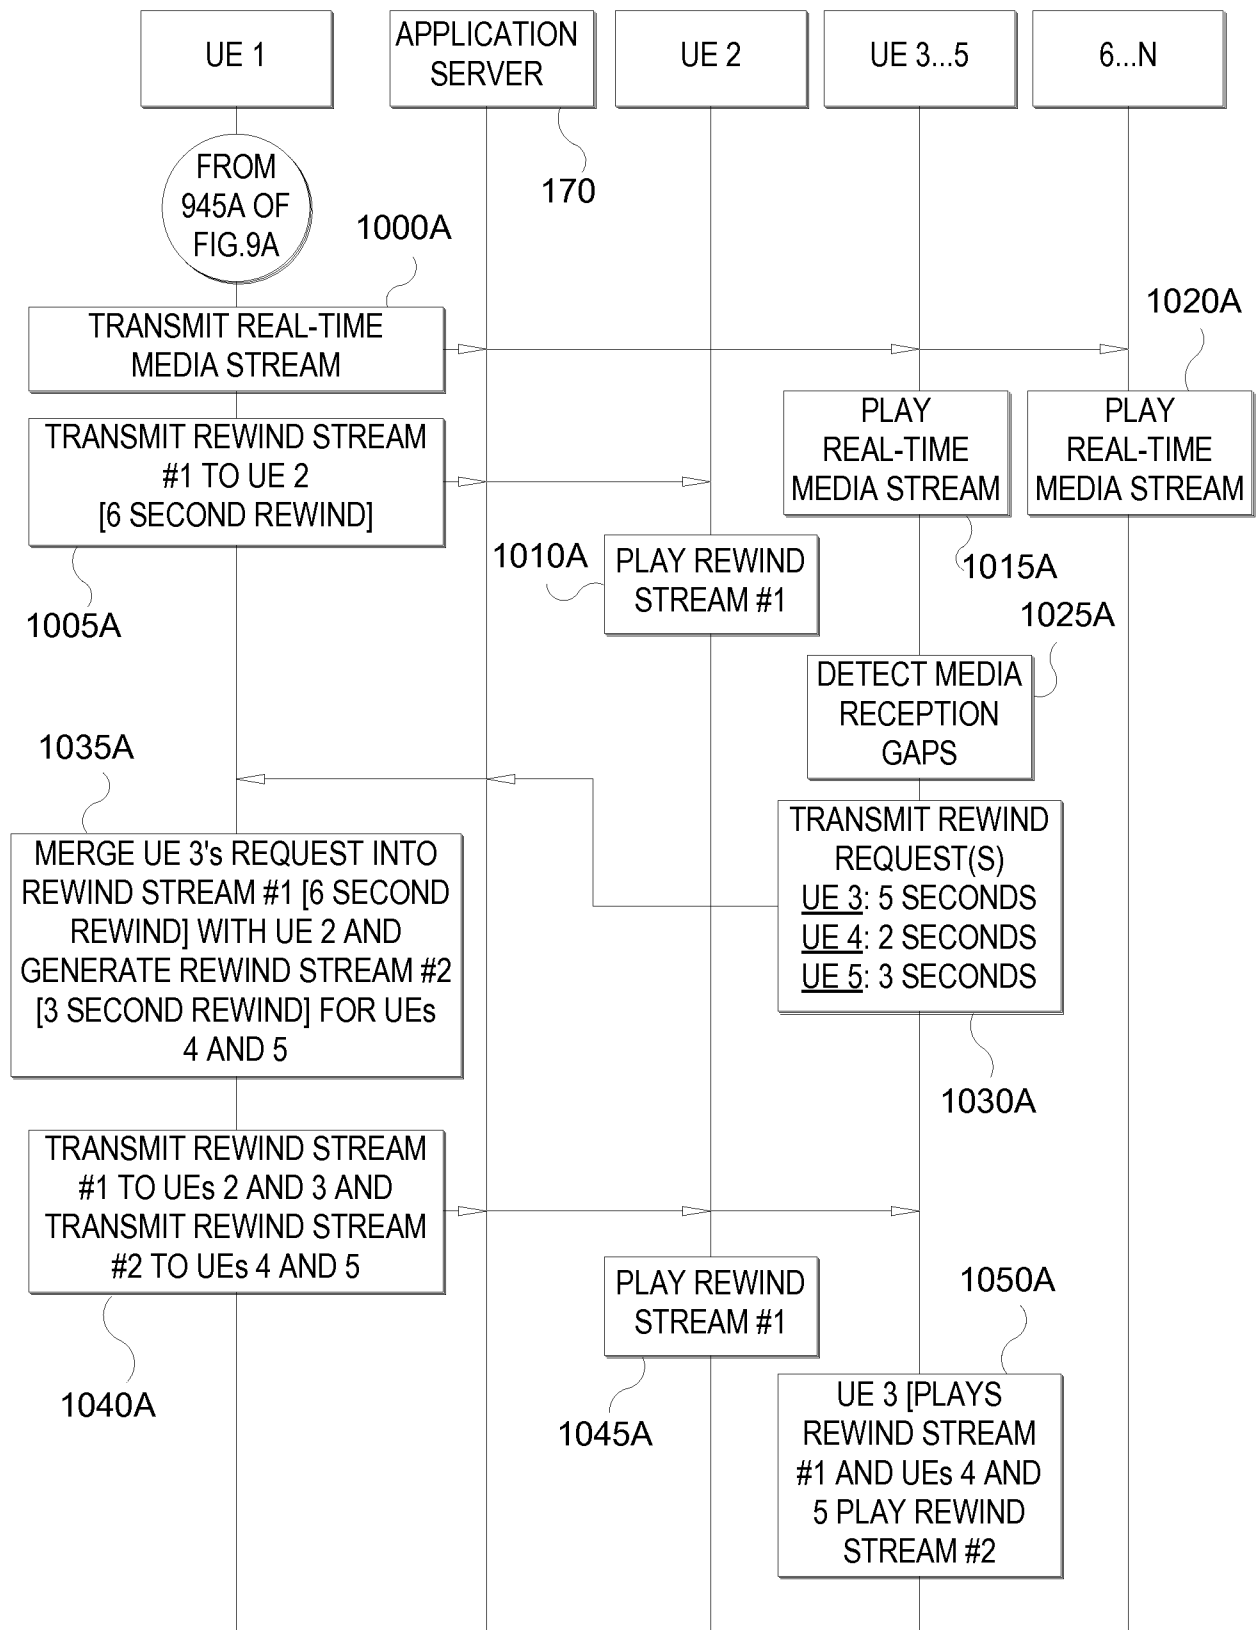 UE 1
APPLICATION
SERVER
UE 2
UE 3...5
6...N
170
FROM
945A OF
FIG.9A
1000A
TRANSMIT REAL-TIME
MEDIA STREAM
1020A
TRANSMIT REWIND STREAM
#1 TO UE 2
[6 SECOND REWIND]
1005A
PLAY
REAL-TIME
MEDIA STREAM
1015A
PLAY
REAL-TIME
MEDIA STREAM
1010A
PLAY REWIND
STREAM #1
1025A
DETECT MEDIA
RECEPTION
GAPS
1035A
TRANSMIT REWIND
REQUEST(S)
UE 3: 5 SECONDS
UE 4: 2 SECONDS
UE 5: 3 SECONDS
1030A
MERGE UE 3's REQUEST INTO
REWIND STREAM #1 [6 SECOND
REWIND] WITH UE 2 AND
GENERATE REWIND STREAM #2
[3 SECOND REWIND] FOR UEs
4 AND 5
TRANSMIT REWIND STREAM
#1 TO UEs 2 AND 3 AND
TRANSMIT REWIND STREAM
#2 TO UEs 4 AND 5
1040A
PLAY REWIND
STREAM #1
1045A
1050A
UE 3 [PLAYS
REWIND STREAM
#1 AND UEs 4 AND
5 PLAY REWIND
STREAM #2